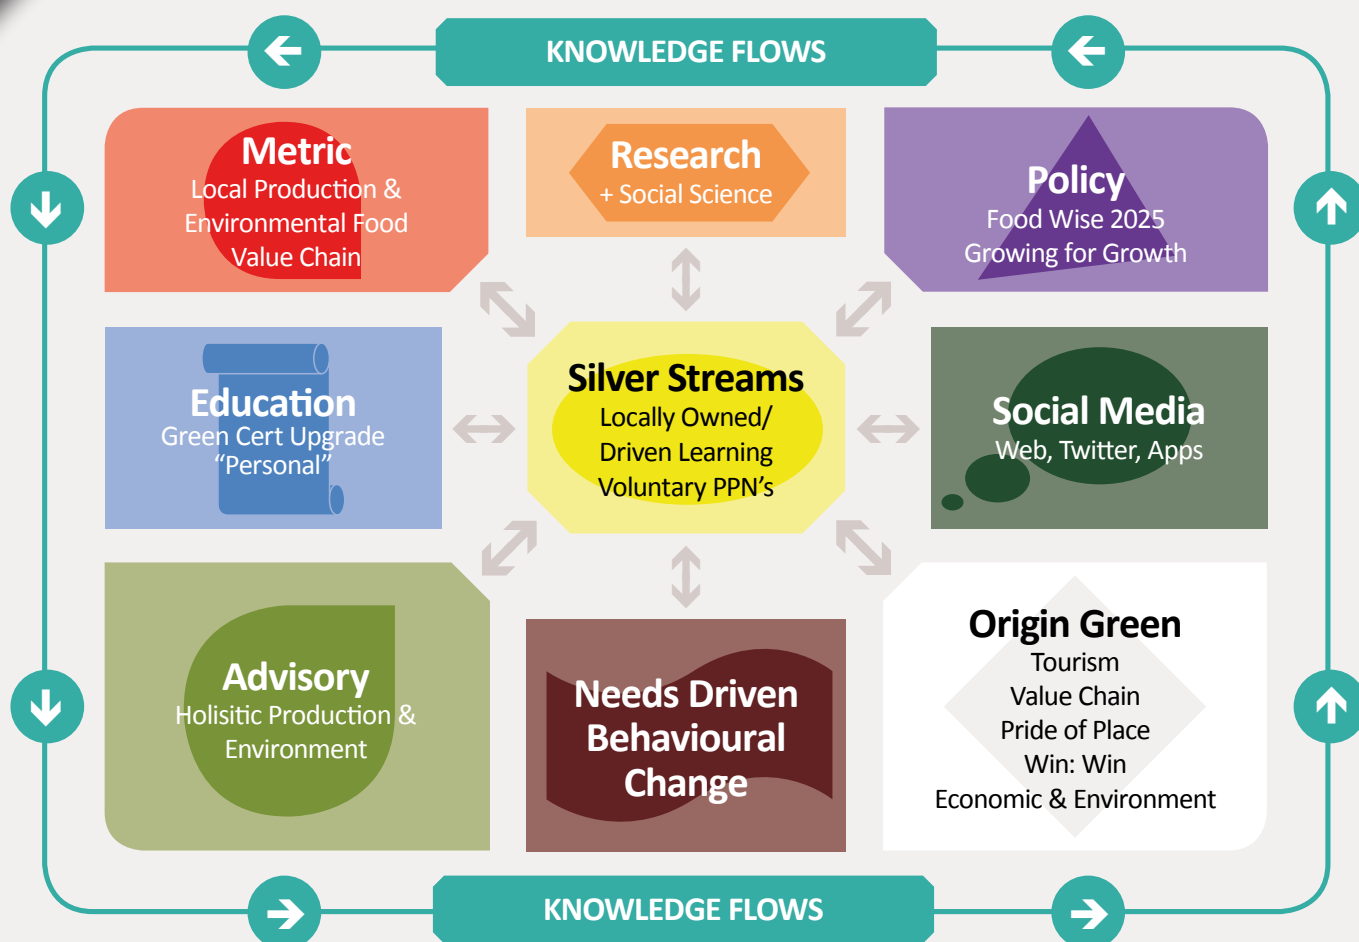 KNOWLEDGE FLOWS
Metric
Local Production &
Environmental Food
Value Chain
Research
+ Social Science
Policy
Food Wise 2025
Growing for Growth
Education
Green Cert Upgrade
“Personal”
Silver Streams
Locally Owned/
Driven Learning
Voluntary PPN’s
Social Media
Web, Twitter, Apps
Advisory
Holisitic Production &
Environment
Needs Driven
Behavioural
Change
Origin Green
Tourism
Value Chain
Pride of Place
Win: Win
Economic & Environment
KNOWLEDGE FLOWS